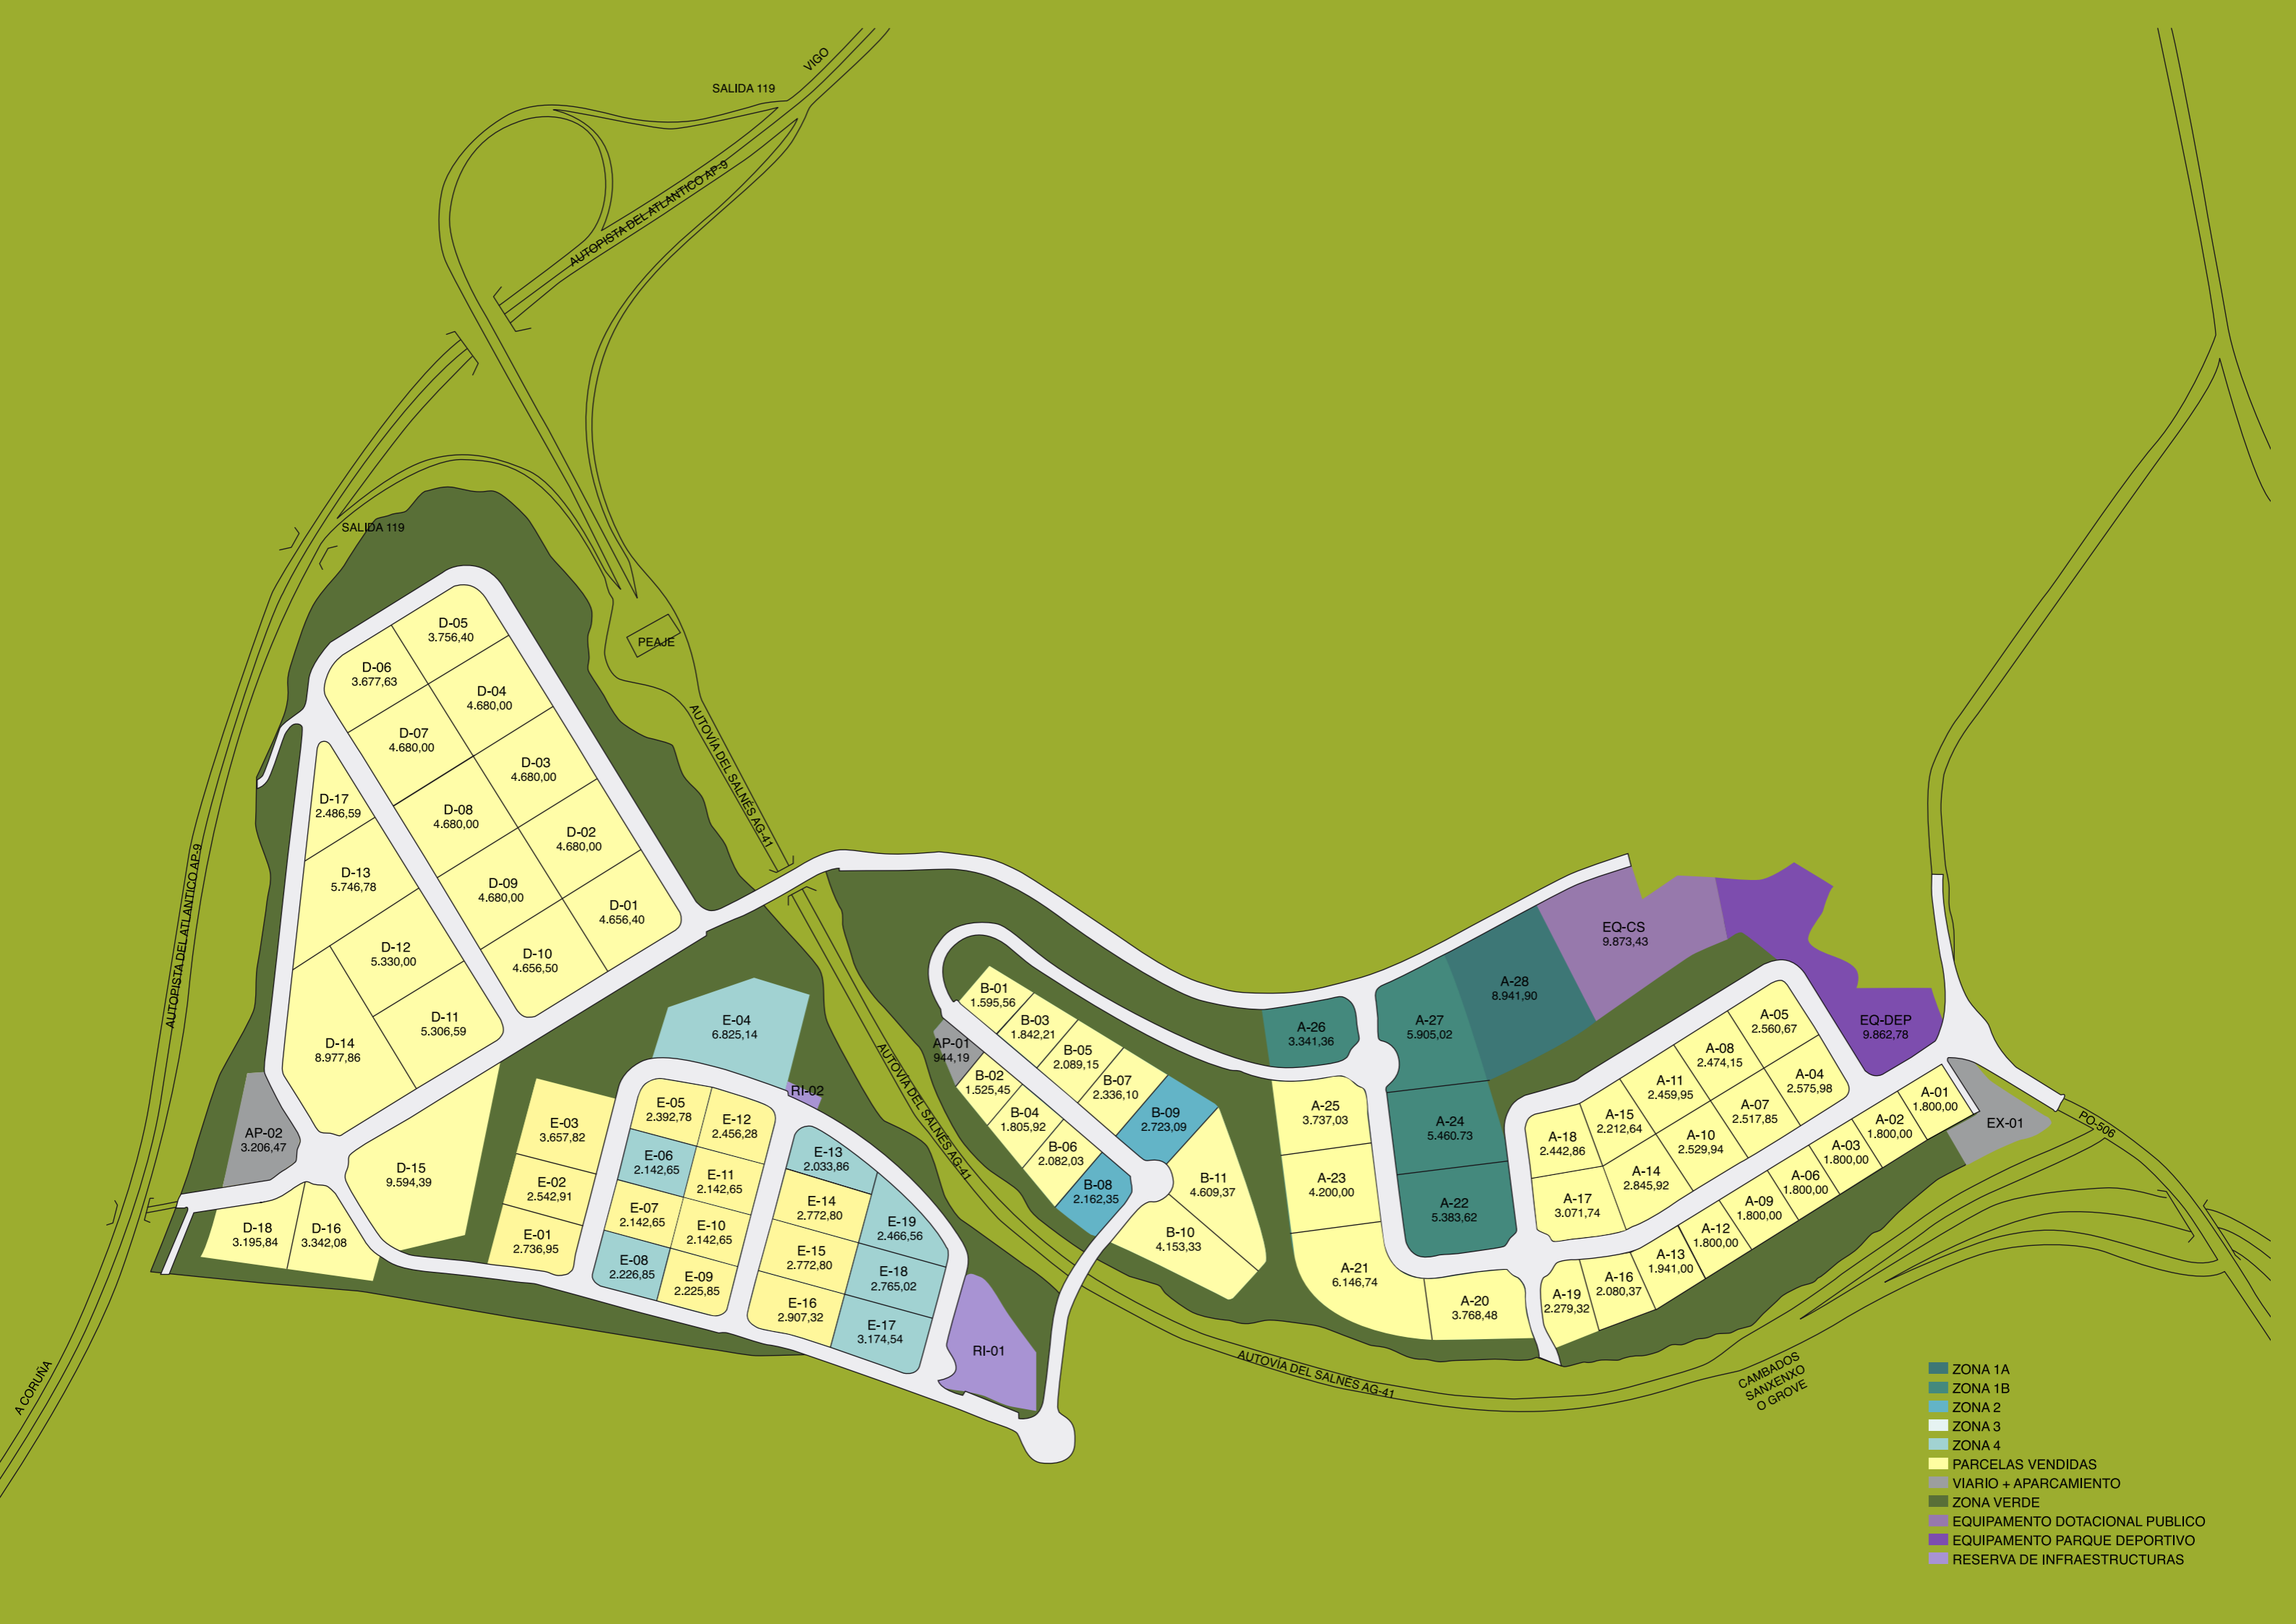 VIGO
SALIDA 119
AUTOPISTA DEL ATLANTICO AP-9
SALIDA 119
PEAJE
AUTOVÍA DEL SALNÉS AG-41
AUTOPISTA DEL ATLANTICO AP-9
A CORUÑA
D-05
3.756,40
D-06
3.677,63
D-04
4.680,00
D-07
4.680,00
D-03
4.680,00
D-17
2.486,59
D-08
4.680,00
D-02
4.680,00
D-13
5.746,78
D-09
4.680,00
D-01
4.656,40
D-12
5.330,00
D-10
4.656,50
D-11
5.306,59
D-14
8.977,86
AP-02
3.206,47
D-15
9.594,39
D-18
3.195,84
D-16
3.342,08
E-04
6.825,14
RI-02
E-03
3.657,82
E-02
2.542,91
E-01
2.736,95
E-05
2.392,78
E-12
2.456,28
E-06
2.142,65
E-11
2.142,65
E-07
2.142,65
E-10
2.142,65
E-08
2.226,85
E-09
2.225,85
E-13
2.033,86
E-14
2.772,80
E-19
2.466,56
E-15
2.772,80
E-18
2.765,02
E-16
2.907,32
E-17
3.174,54
RI-01
AUTOVÍA DEL SALNÉS AG-41
AP-01
944,19
B-01
1.595,56
B-03
1.842,21
B-05
2.089,15
B-07
2.336,10
B-09
2.723,09
B-02
1.525,45
B-04
1.805,92
B-06
2.082,03
B-08
2.162,35
B-11
4.609,37
B-10
4.153,33
A-26
3.341,36
A-27
5.905,02
A-28
8.941,90
EQ-CS
9.873,43
EQ-DEP
9.862,78
A-25
3.737,03
A-24
5.460.73
A-23
4.200,00
A-22
5.383,62
A-21
6.146,74
A-20
3.768,48
A-05
2.560,67
A-08
2.474,15
A-04
2.575,98
A-11
2.459,95
A-07
2.517,85
A-15
2.212,64
A-10
2.529,94
A-18
2.442,86
A-14
2.845,92
A-17
3.071,74
A-01
1.800,00
A-02
1.800,00
A-03
1.800,00
A-06
1.800,00
A-09
1.800,00
A-12
1.800,00
A-13
1.941,00
A-16
2.080,37
A-19
2.279,32
EX-01
PO-506
AUTOVÍA DEL SALNÉS AG-41
CAMBADOS
SANXENXO
O GROVE
ZONA 1A
ZONA 1B
ZONA 2
ZONA 3
ZONA 4
PARCELAS VENDIDAS
VIARIO + APARCAMIENTO
ZONA VERDE
EQUIPAMENTO DOTACIONAL PUBLICO
EQUIPAMENTO PARQUE DEPORTIVO
RESERVA DE INFRAESTRUCTURAS